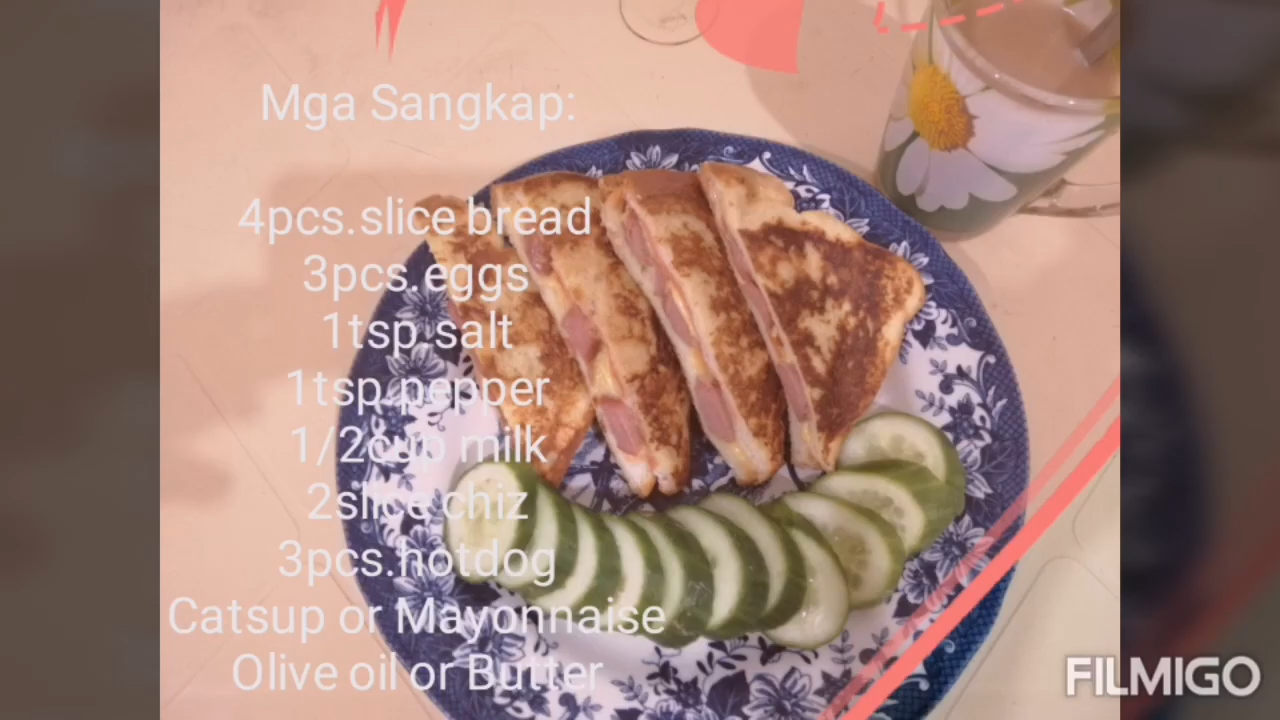 Mga Sangkap:
4pcs.slice bread
3pcs.eggs
1tsp salt
1tsp pepper
1/2cup milk
2slice chiz
3pcs.hotdog
Catsup or Mayonnaise
Olive oil or Butter
FILMIGO